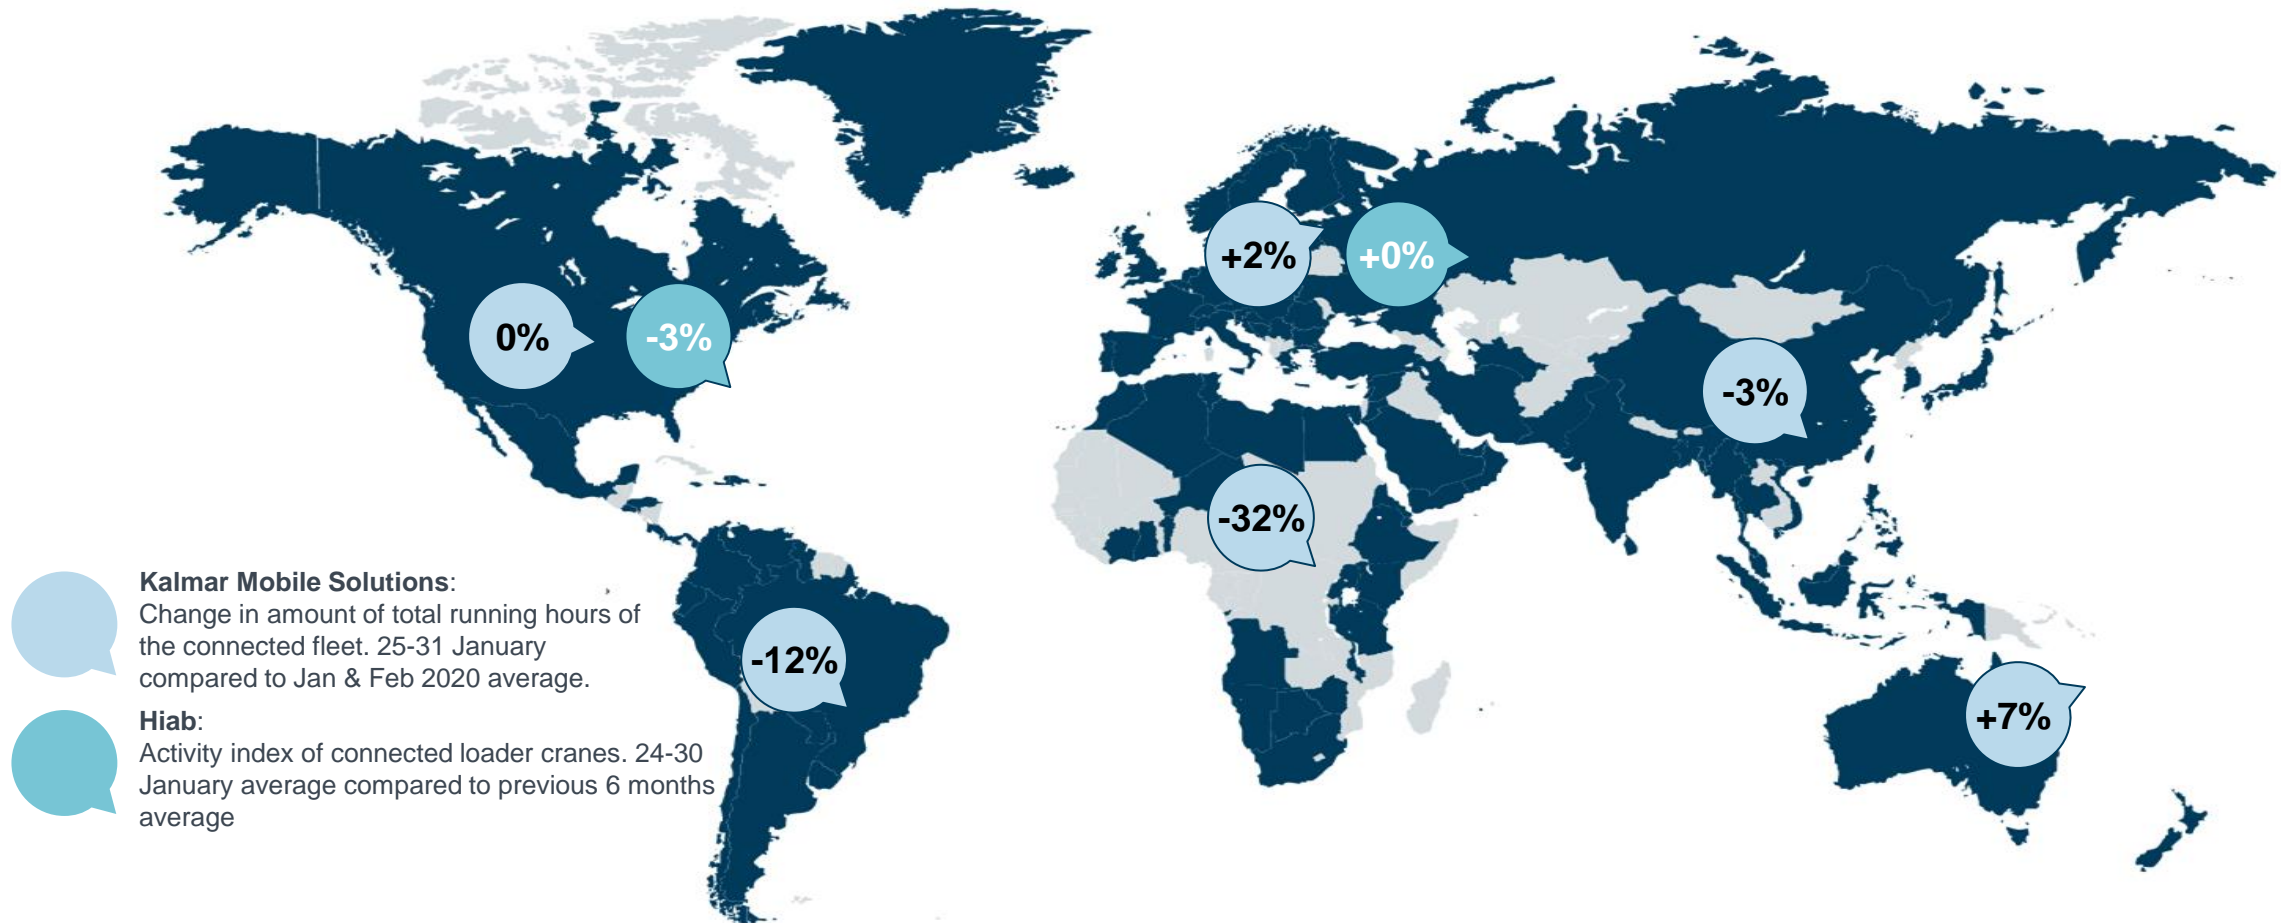 +2%
+0%
0%
-3%
-3%
-32%
-12%
+7%
Kalmar Mobile Solutions:
Change in amount of total running hours of
the connected fleet. 25-31 January
compared to Jan & Feb 2020 average.
Hiab:
Activity index of connected loader cranes. 24-30
January average compared to previous 6 months
average